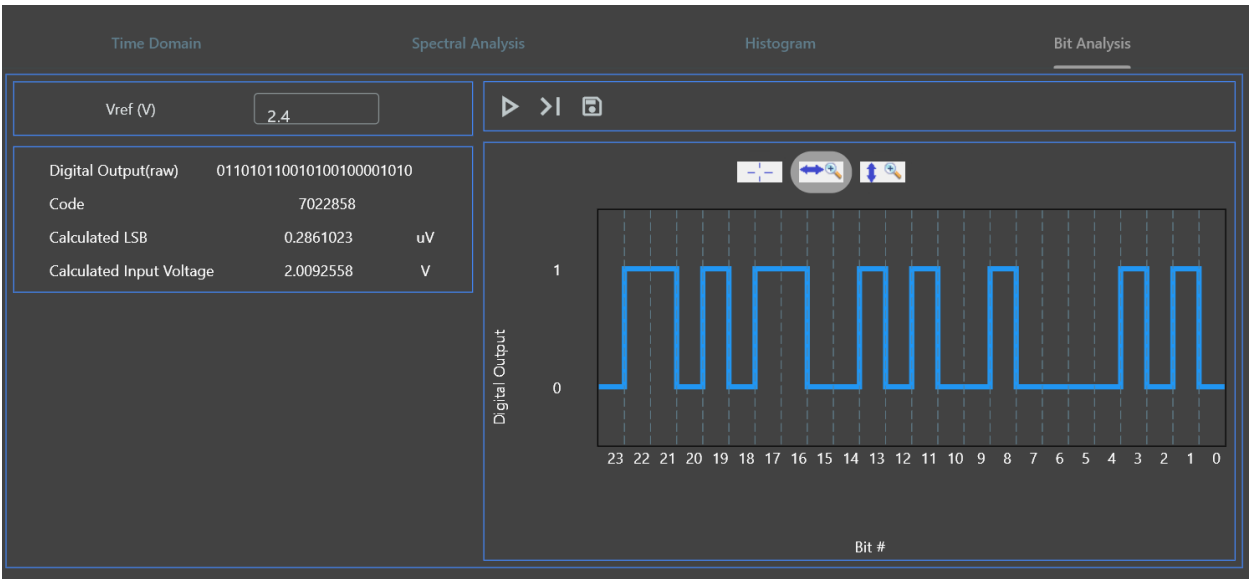 Time Domain Spectral Analysis Histogram Bit Analysis
Vref (V) 2.4
Digital Output(raw) 011010110010100100001010
Code 7022858
Calculated LSB 0.2861023 uV
Calculated Input Voltage 2.0092558 V
1
0
Digital Output
23 22 21 20 19 18 17 16 15 14 13 12 11 10 9 8 7 6 5 4 3 2 1 0
Bit #